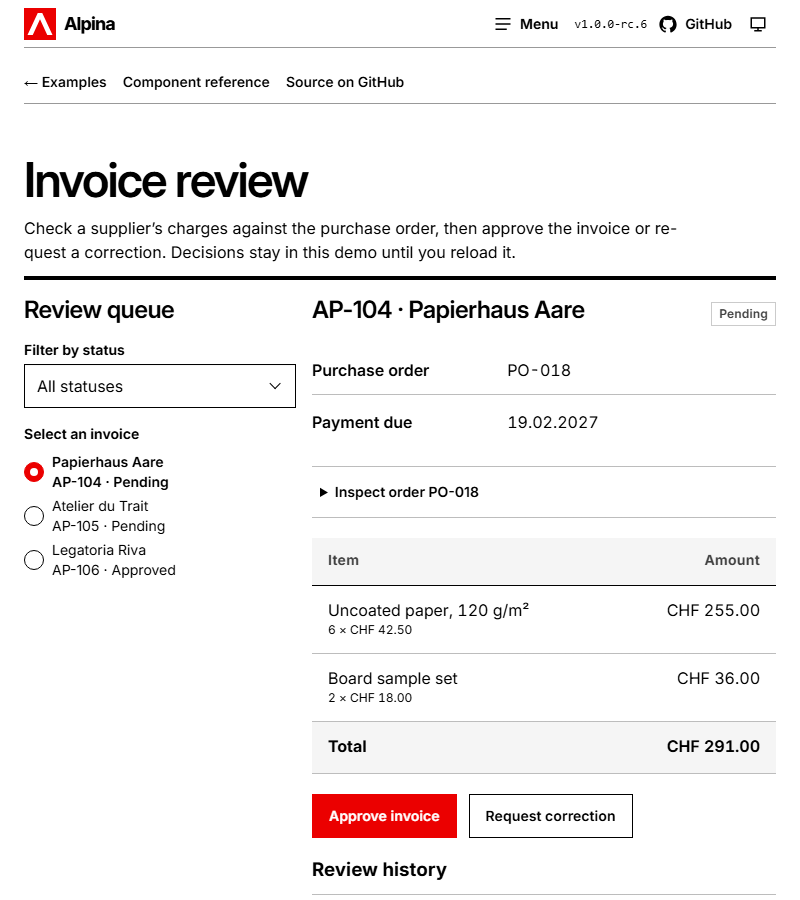 Alpina
Menu
v1.0.0-rc.6
GitHub
← Examples
Component reference
Source on GitHub
Invoice review
Check a supplier’s charges against the purchase order, then approve the invoice or re-
quest a correction. Decisions stay in this demo until you reload it.
Review queue
Filter by status
All statuses
Select an invoice
Papierhaus Aare
AP-104 · Pending
Atelier du Trait
AP-105 · Pending
Legatoria Riva
AP-106 · Approved
AP-104 · Papierhaus Aare
Pending
Purchase order
PO-018
Payment due
19.02.2027
Inspect order PO-018
Item
Amount
Uncoated paper, 120 g/m²
CHF 255.00
6 × CHF 42.50
Board sample set
CHF 36.00
2 × CHF 18.00
Total
CHF 291.00
Approve invoice
Request correction
Review history